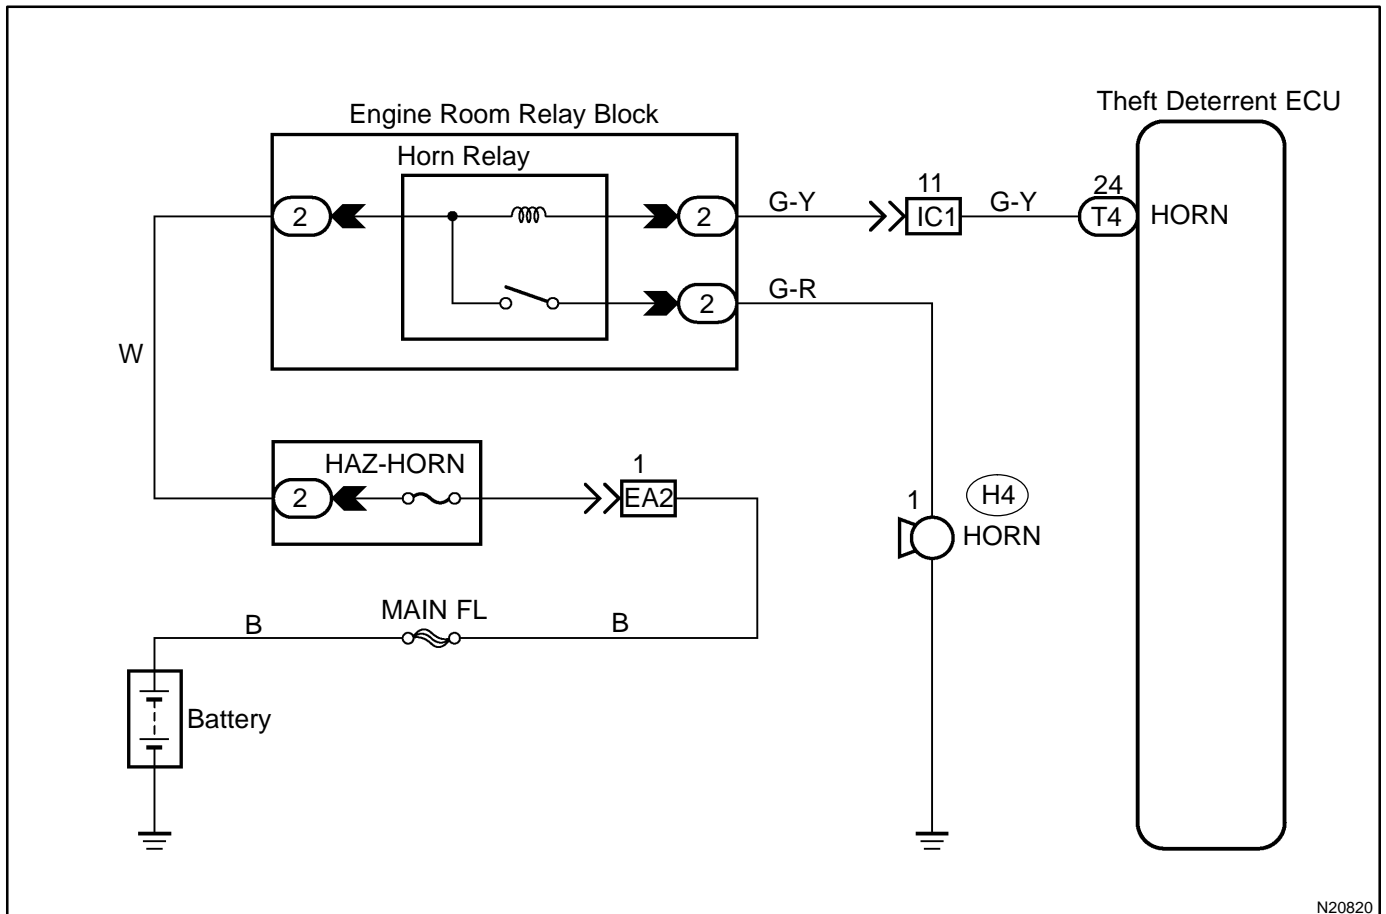 Theft Deterrent ECU
Engine Room Relay Block
Horn Relay
2
2
G-Y
11
IC1
G-Y
24
T4
HORN
2
G-R
W
HAZ-HORN
2
1
EA2
1
H4
HORN
MAIN FL
B
B
Battery
N20820